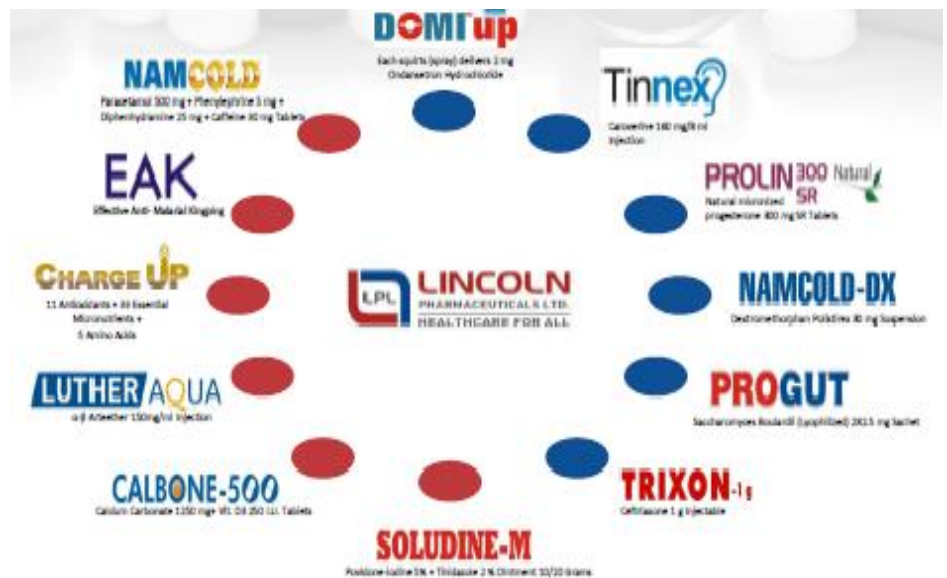 DOMI up
Each squirts (spray) delivers 2 mg
Ondansetron Hydrochloride
NAMCOLD
Paracetamol 500 mg + Phenylephrine 5 mg +
Diphenhydramine 25 mg + Caffeine 30 mg Tablets
Tinnex
Caroverine 160 mg/8 ml
Injection
EAK
Effective Anti- Malarial Kingping
PROLIN 300 SR Natural
Natural micronized
progesterone 300 mg SR Tablets
CHARGE UP
11 Antioxidants + 39 Essential
Micronutrients +
5 Amino Acids
LPL
LINCOLN
PHARMACEUTICALS LTD.
HEALTHCARE FOR ALL
NAMCOLD-DX
Dextromethorphan Polistirex 30 mg Suspension
LUTHER AQUA
α-β Arteether 150mg/ml Injection
PROGUT
Saccharomyces Boulardii (Lyophilized) 282.5 mg Sachet
CALBONE-500
Calcium Carbonate 1250 mg+ Vit. D3 250 I.U. Tablets
TRIXON-1g
Ceftriaxone 1 g Injectable
SOLUDINE-M
Povidone-Iodine 5% + Tinidazole 2 % Ointment 10/20 Grams